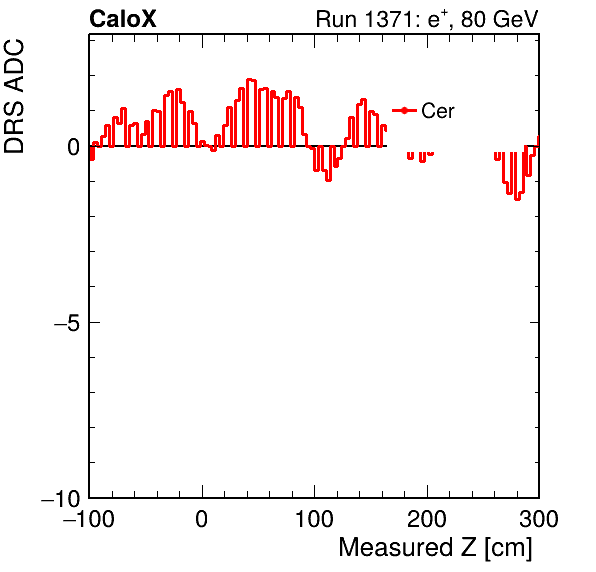 CaloX Run 1371: e⁺, 80 GeV
DRS ADC
Cer
0
−5
−10
−100 0 100 200 300
Measured Z [cm]